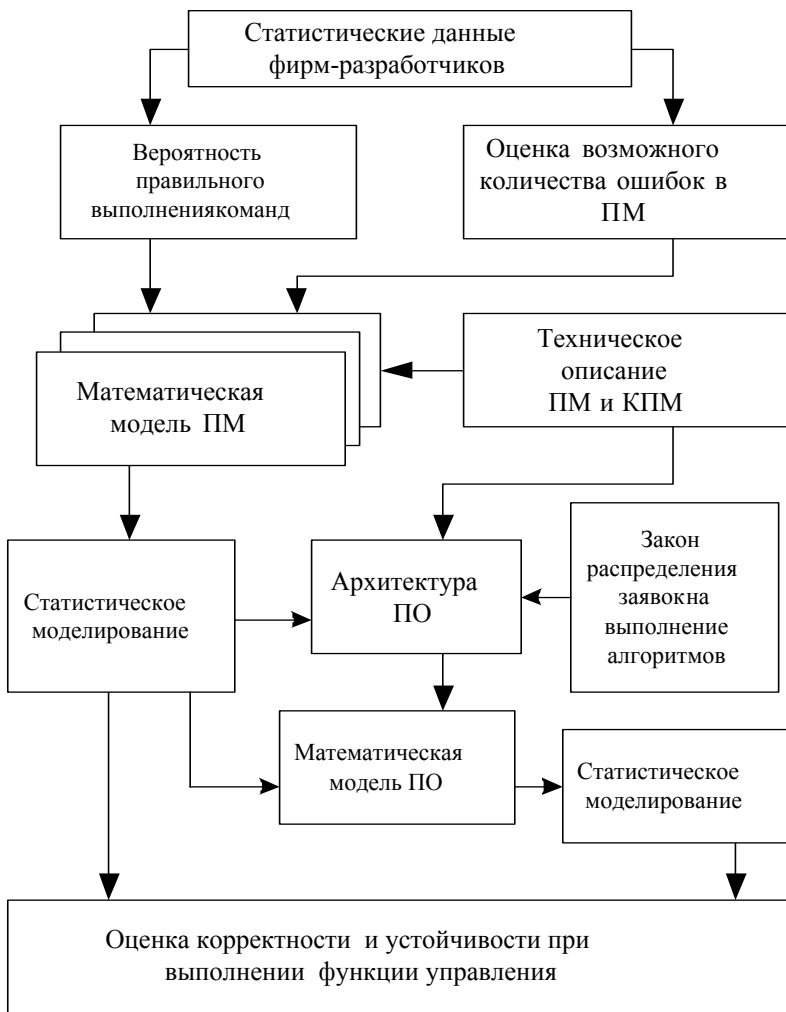 Статистические данные
фирм-разработчиков
Вероятность
правильного
выполнениякоманд
Оценка возможного
количества ошибок в
ПМ
Математическая
модель ПМ
Техническое
описание
ПМ и КПМ
Статистическое
моделирование
Архитектура
ПО
Закон
распределения
заявокна
выполнение
алгоритмов
Математическая
модель ПО
Статистическое
моделирование
Оценка корректности и устойчивости при
выполнении функции управления